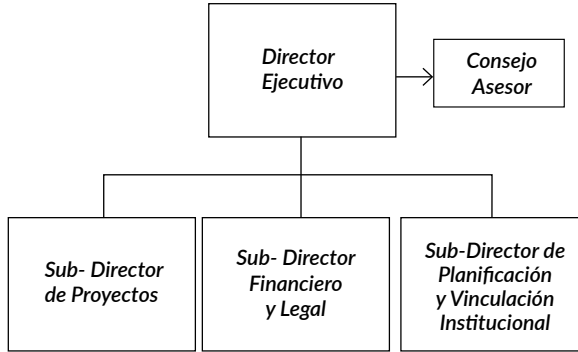 Director
Ejecutivo
Consejo
Asesor
Sub- Director
de Proyectos
Sub- Director
Financiero
y Legal
Sub-Director de
Planificación
y Vinculación
Institucional